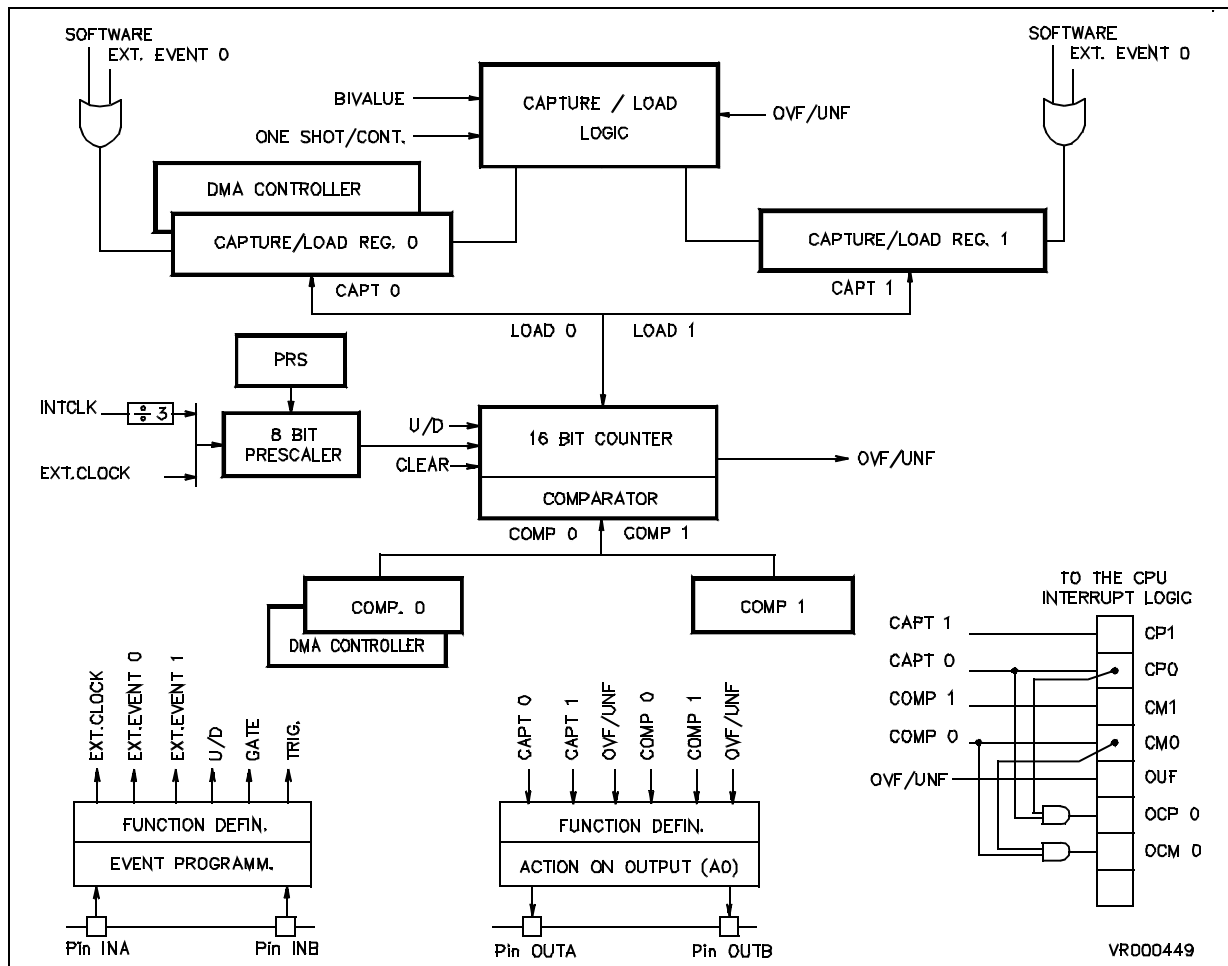 SOFTWARE
EXT. EVENT 0
SOFTWARE
EXT. EVENT 0
BIVALUE
ONE SHOT/CONT.
CAPTURE / LOAD
LOGIC
OVF/UNF
DMA CONTROLLER
CAPTURE/LOAD REG. 0
CAPTURE/LOAD REG. 1
CAPT 0
CAPT 1
LOAD 0
LOAD 1
PRS
INTCLK
÷ 3
8 BIT
PRESCALER
EXT.CLOCK
U/D
CLEAR
16 BIT COUNTER
COMPARATOR
OVF/UNF
COMP 0
COMP 1
COMP. 0
DMA CONTROLLER
COMP 1
TO THE CPU
INTERRUPT LOGIC
CAPT 1
CP1
CAPT 0
CP0
COMP 1
CM1
COMP 0
CM0
OVF/UNF
OUF
OCP 0
OCM 0
EXT.CLOCK
EXT.EVENT 0
EXT.EVENT 1
U/D
GATE
TRIG.
FUNCTION DEFIN.
EVENT PROGRAMM.
Pin INA
Pin INB
CAPT 0
CAPT 1
OVF/UNF
COMP 0
COMP 1
OVF/UNF
FUNCTION DEFIN.
ACTION ON OUTPUT (AO)
Pin OUTA
Pin OUTB
VR000449